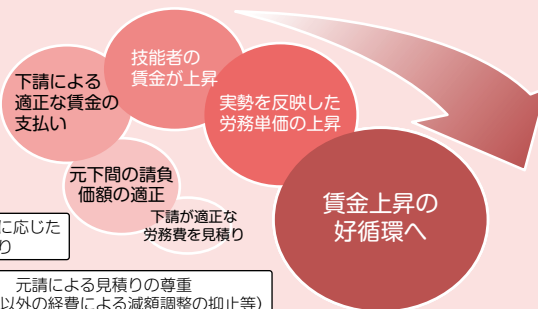 技能者の
賃金が上昇
下請による
適正な賃金の
支払い
実勢を反映した
労務単価の上昇
元下間の請負
価額の適正
下請が適正な
労務費を見積り
賃金上昇の
好循環へ
に応じた
り
元請による見積りの尊重
以外の経費による減額調整の抑止等）